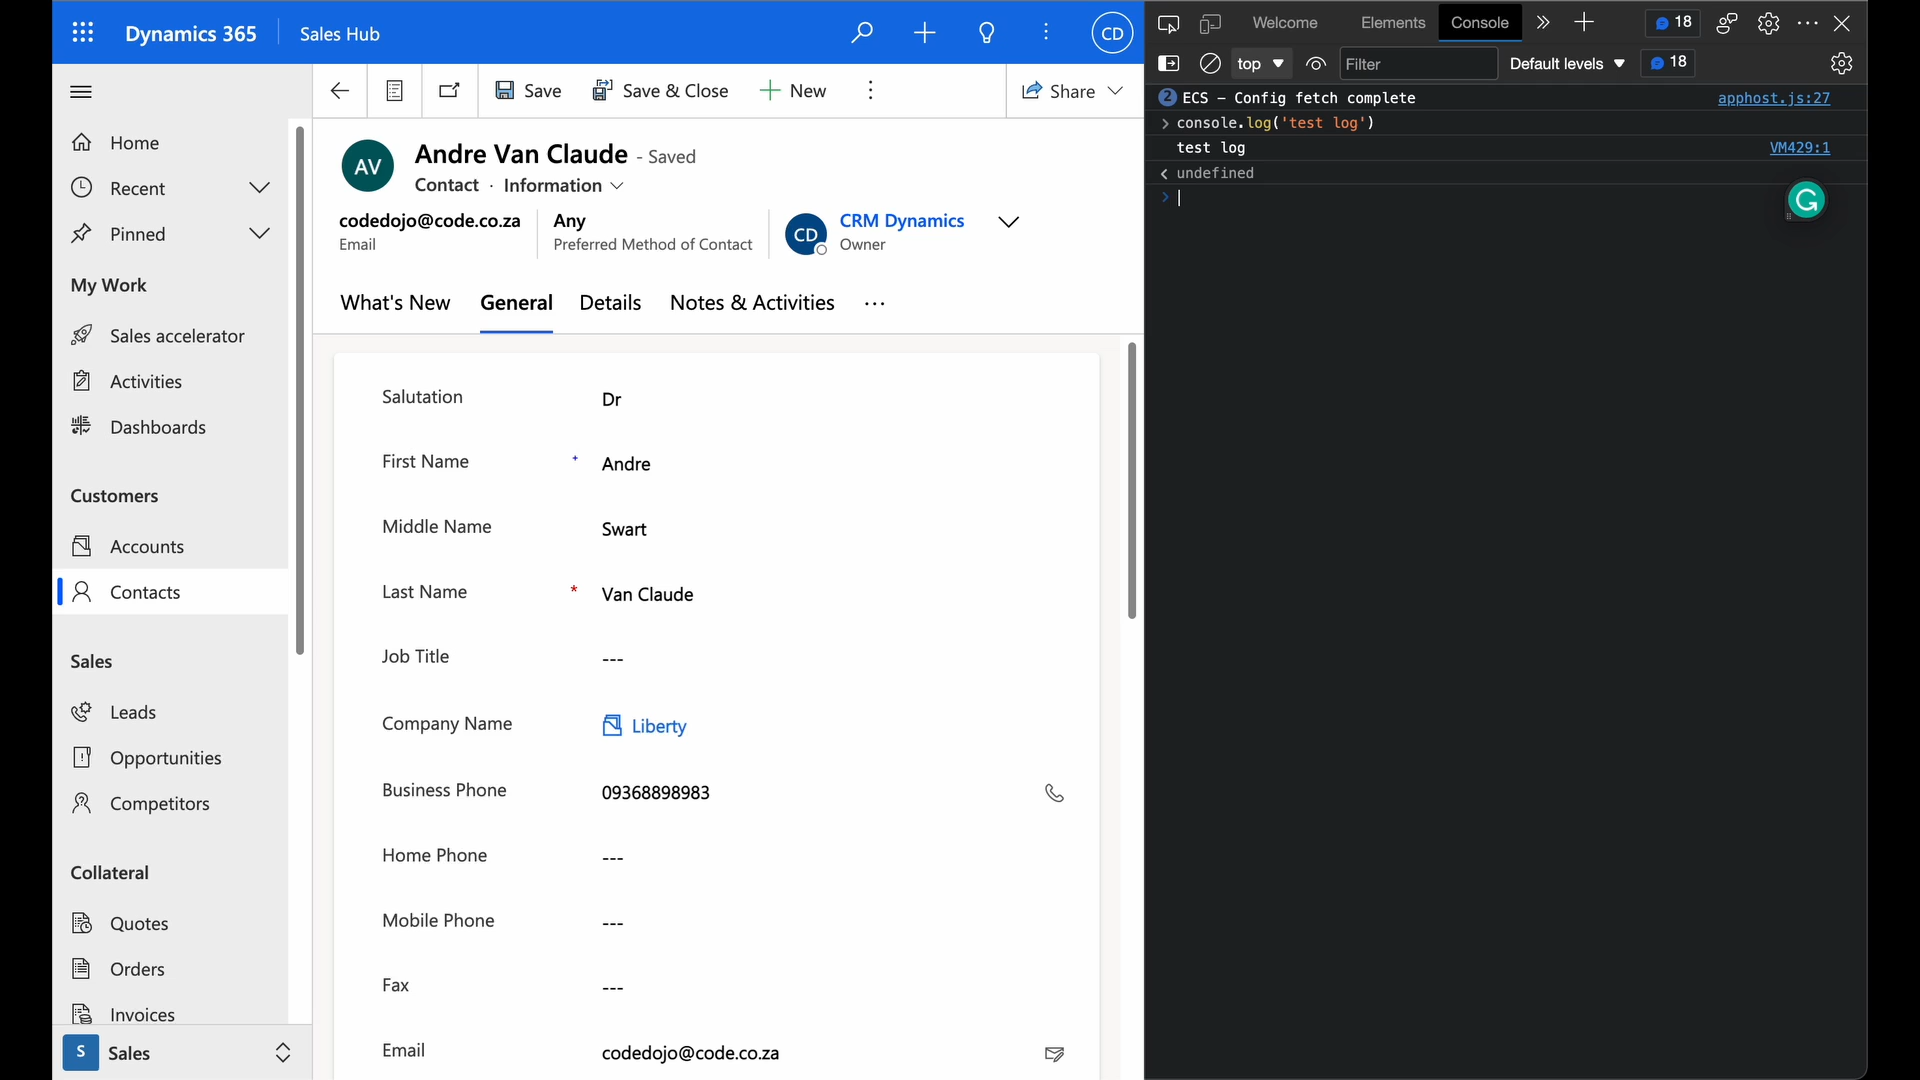 Dynamics 365
Sales Hub
CD
Home
Recent
Pinned
My Work
Sales accelerator
Activities
Dashboards
Customers
Accounts
Contacts
Sales
Leads
Opportunities
Competitors
Collateral
Quotes
Orders
Invoices
S
Sales
Save
Save & Close
New
Share
AV
Andre Van Claude - Saved
Contact · Information
codedojo@code.co.za
Email
Any
Preferred Method of Contact
CD
CRM Dynamics
Owner
What's New
General
Details
Notes & Activities
Salutation
Dr
First Name
+
Andre
Middle Name
Swart
Last Name
*
Van Claude
Job Title
---
Company Name
Liberty
Business Phone
09368898983
Home Phone
---
Mobile Phone
---
Fax
---
Email
codedojo@code.co.za
Welcome
Elements
Console
18
top
Filter
Default levels
18
2
ECS – Config fetch complete
apphost.js:27
> console.log('test log')
test log
VM429:1
< undefined
>
G